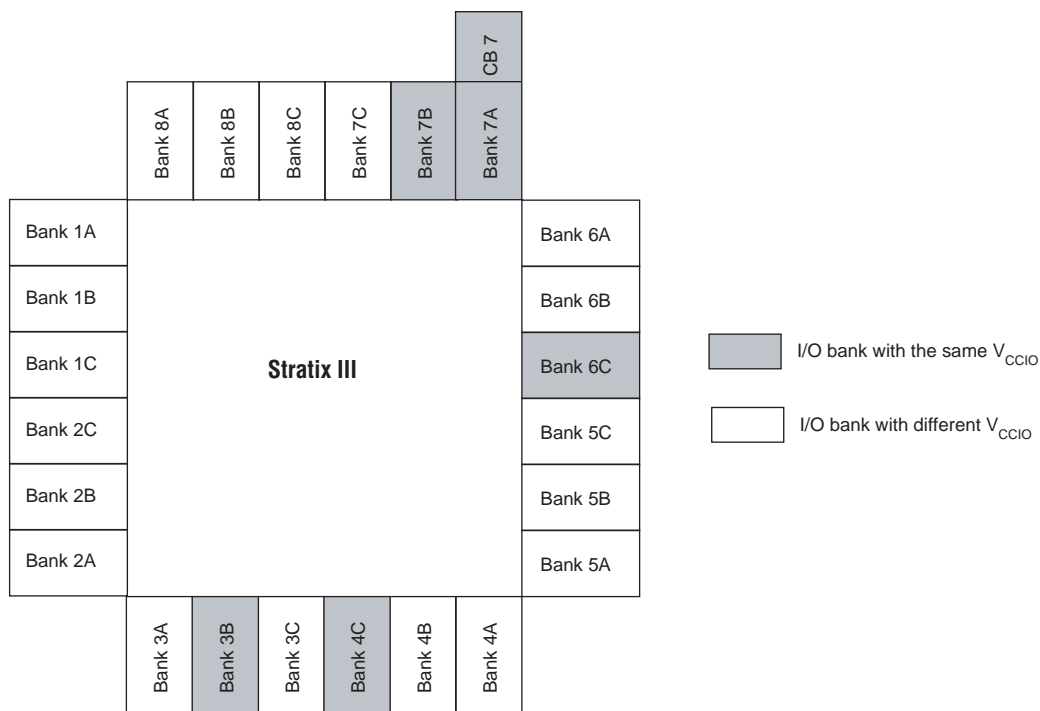 CB 7
Bank 8A
Bank 8B
Bank 8C
Bank 7C
Bank 7B
Bank 7A
Bank 1A
Bank 1B
Bank 1C
Bank 2C
Bank 2B
Bank 2A
Stratix III
Bank 6A
Bank 6B
Bank 6C
Bank 5C
Bank 5B
Bank 5A
Bank 3A
Bank 3B
Bank 3C
Bank 4C
Bank 4B
Bank 4A
I/O bank with the same VCCIO
I/O bank with different VCCIO